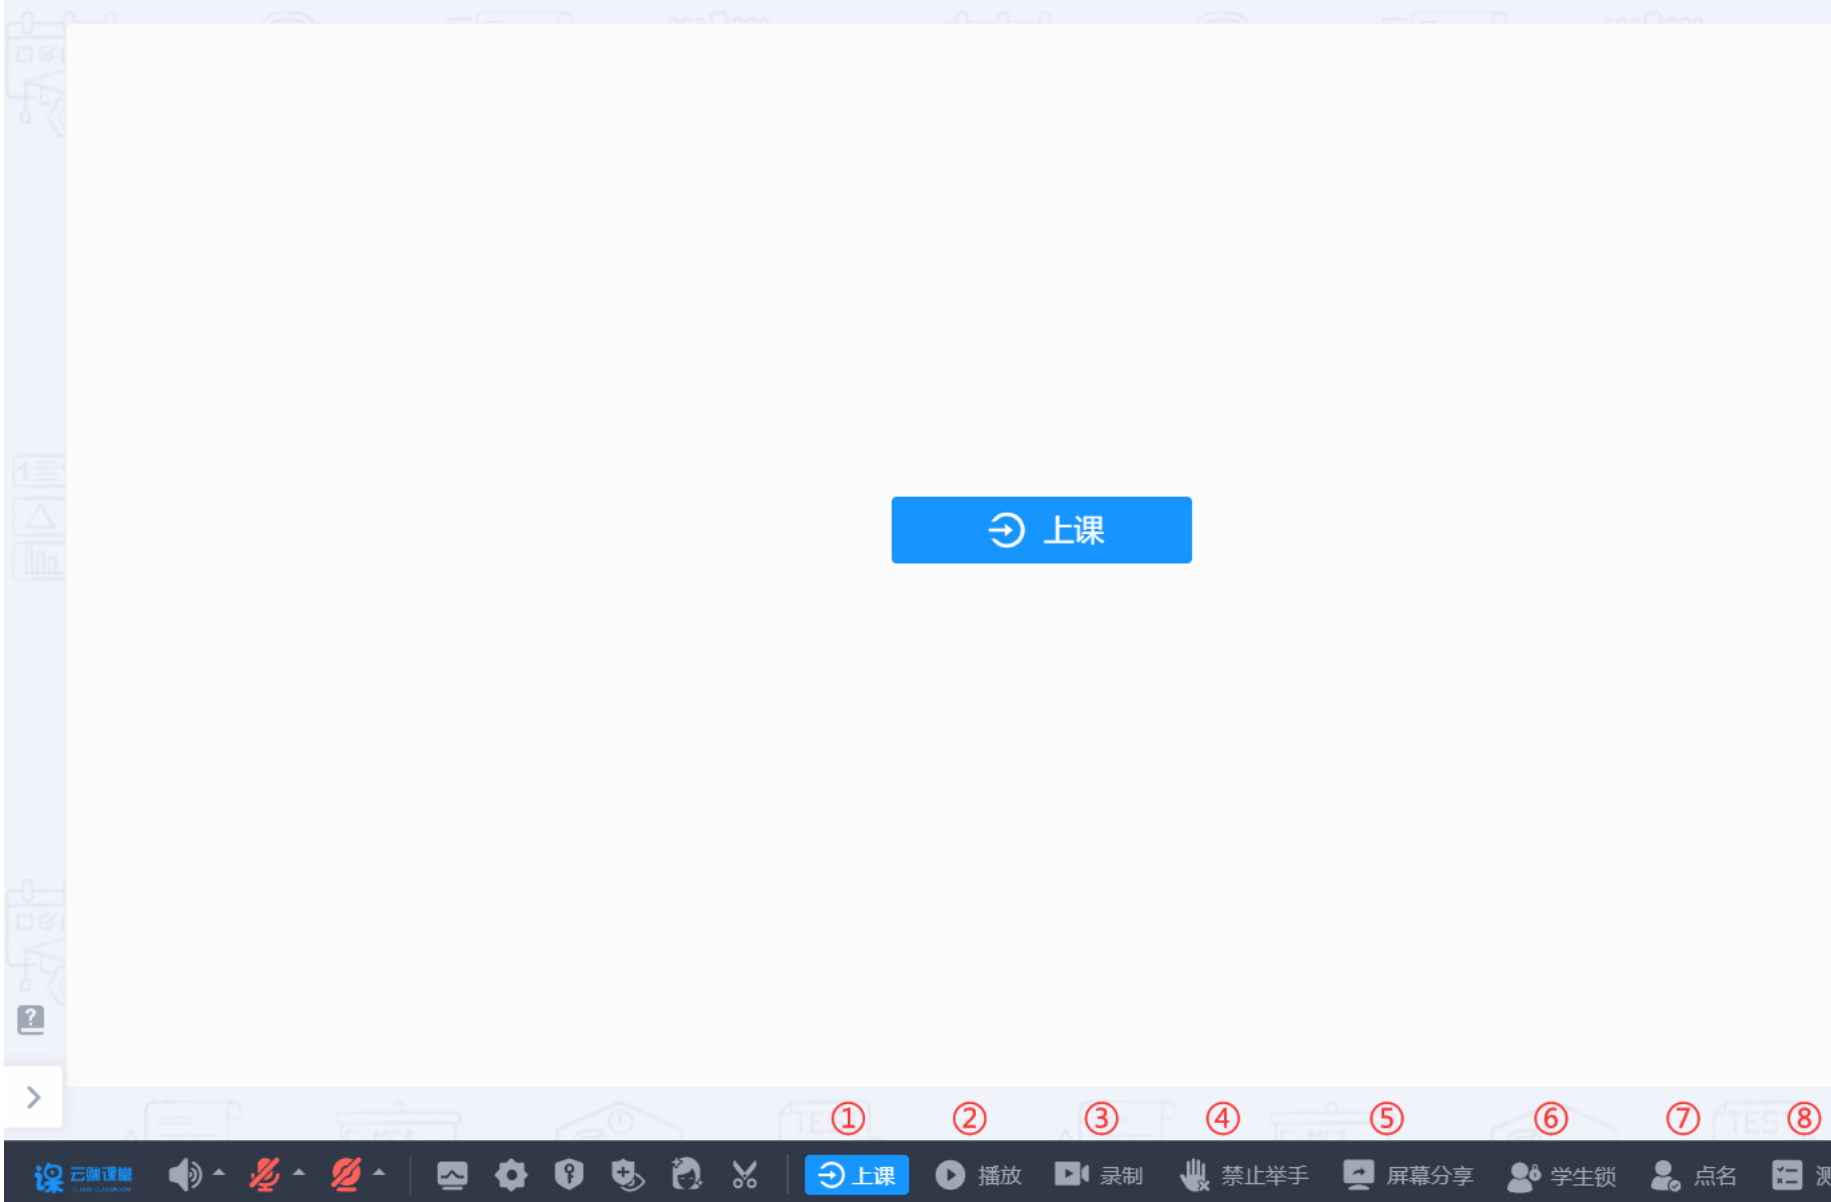 上课
① ② ③ ④ ⑤ ⑥ ⑦ ⑧
云端课堂 上课 播放 录制 禁止举手 屏幕分享 学生锁 点名